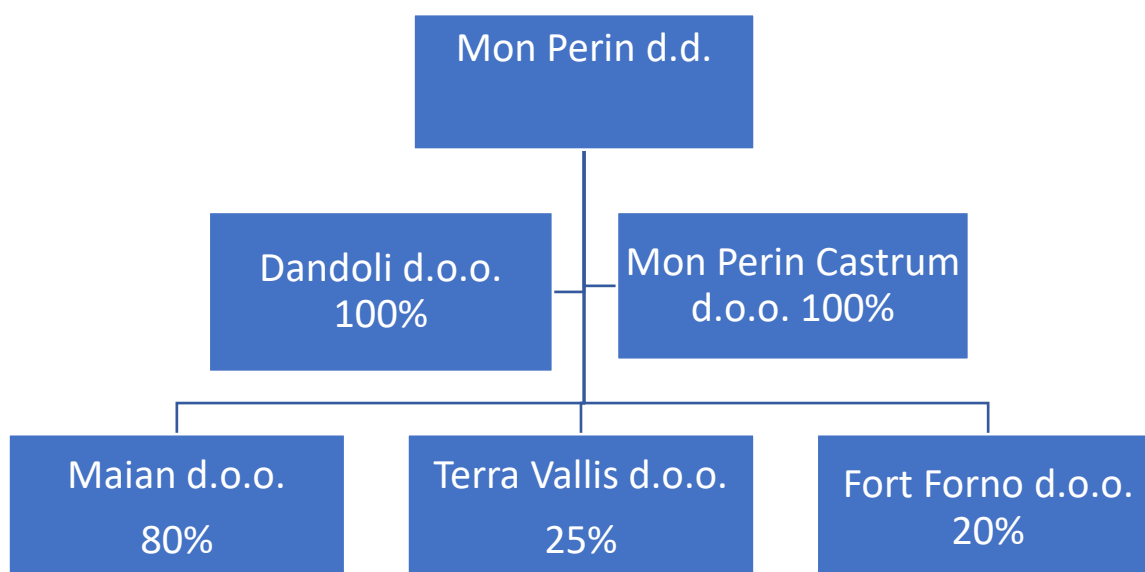 Mon Perin d.d.
Dandoli d.o.o.
100%
Mon Perin Castrum
d.o.o. 100%
Maian d.o.o.
80%
Terra Vallis d.o.o.
25%
Fort Forno d.o.o.
20%